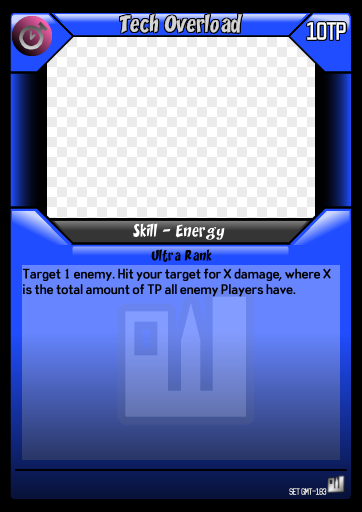 Tech Overload
10TP
Skill - Energy
Ultra Rank
Target 1 enemy. Hit your target for X damage, where X
is the total amount of TP all enemy Players have.
SET GMT-183